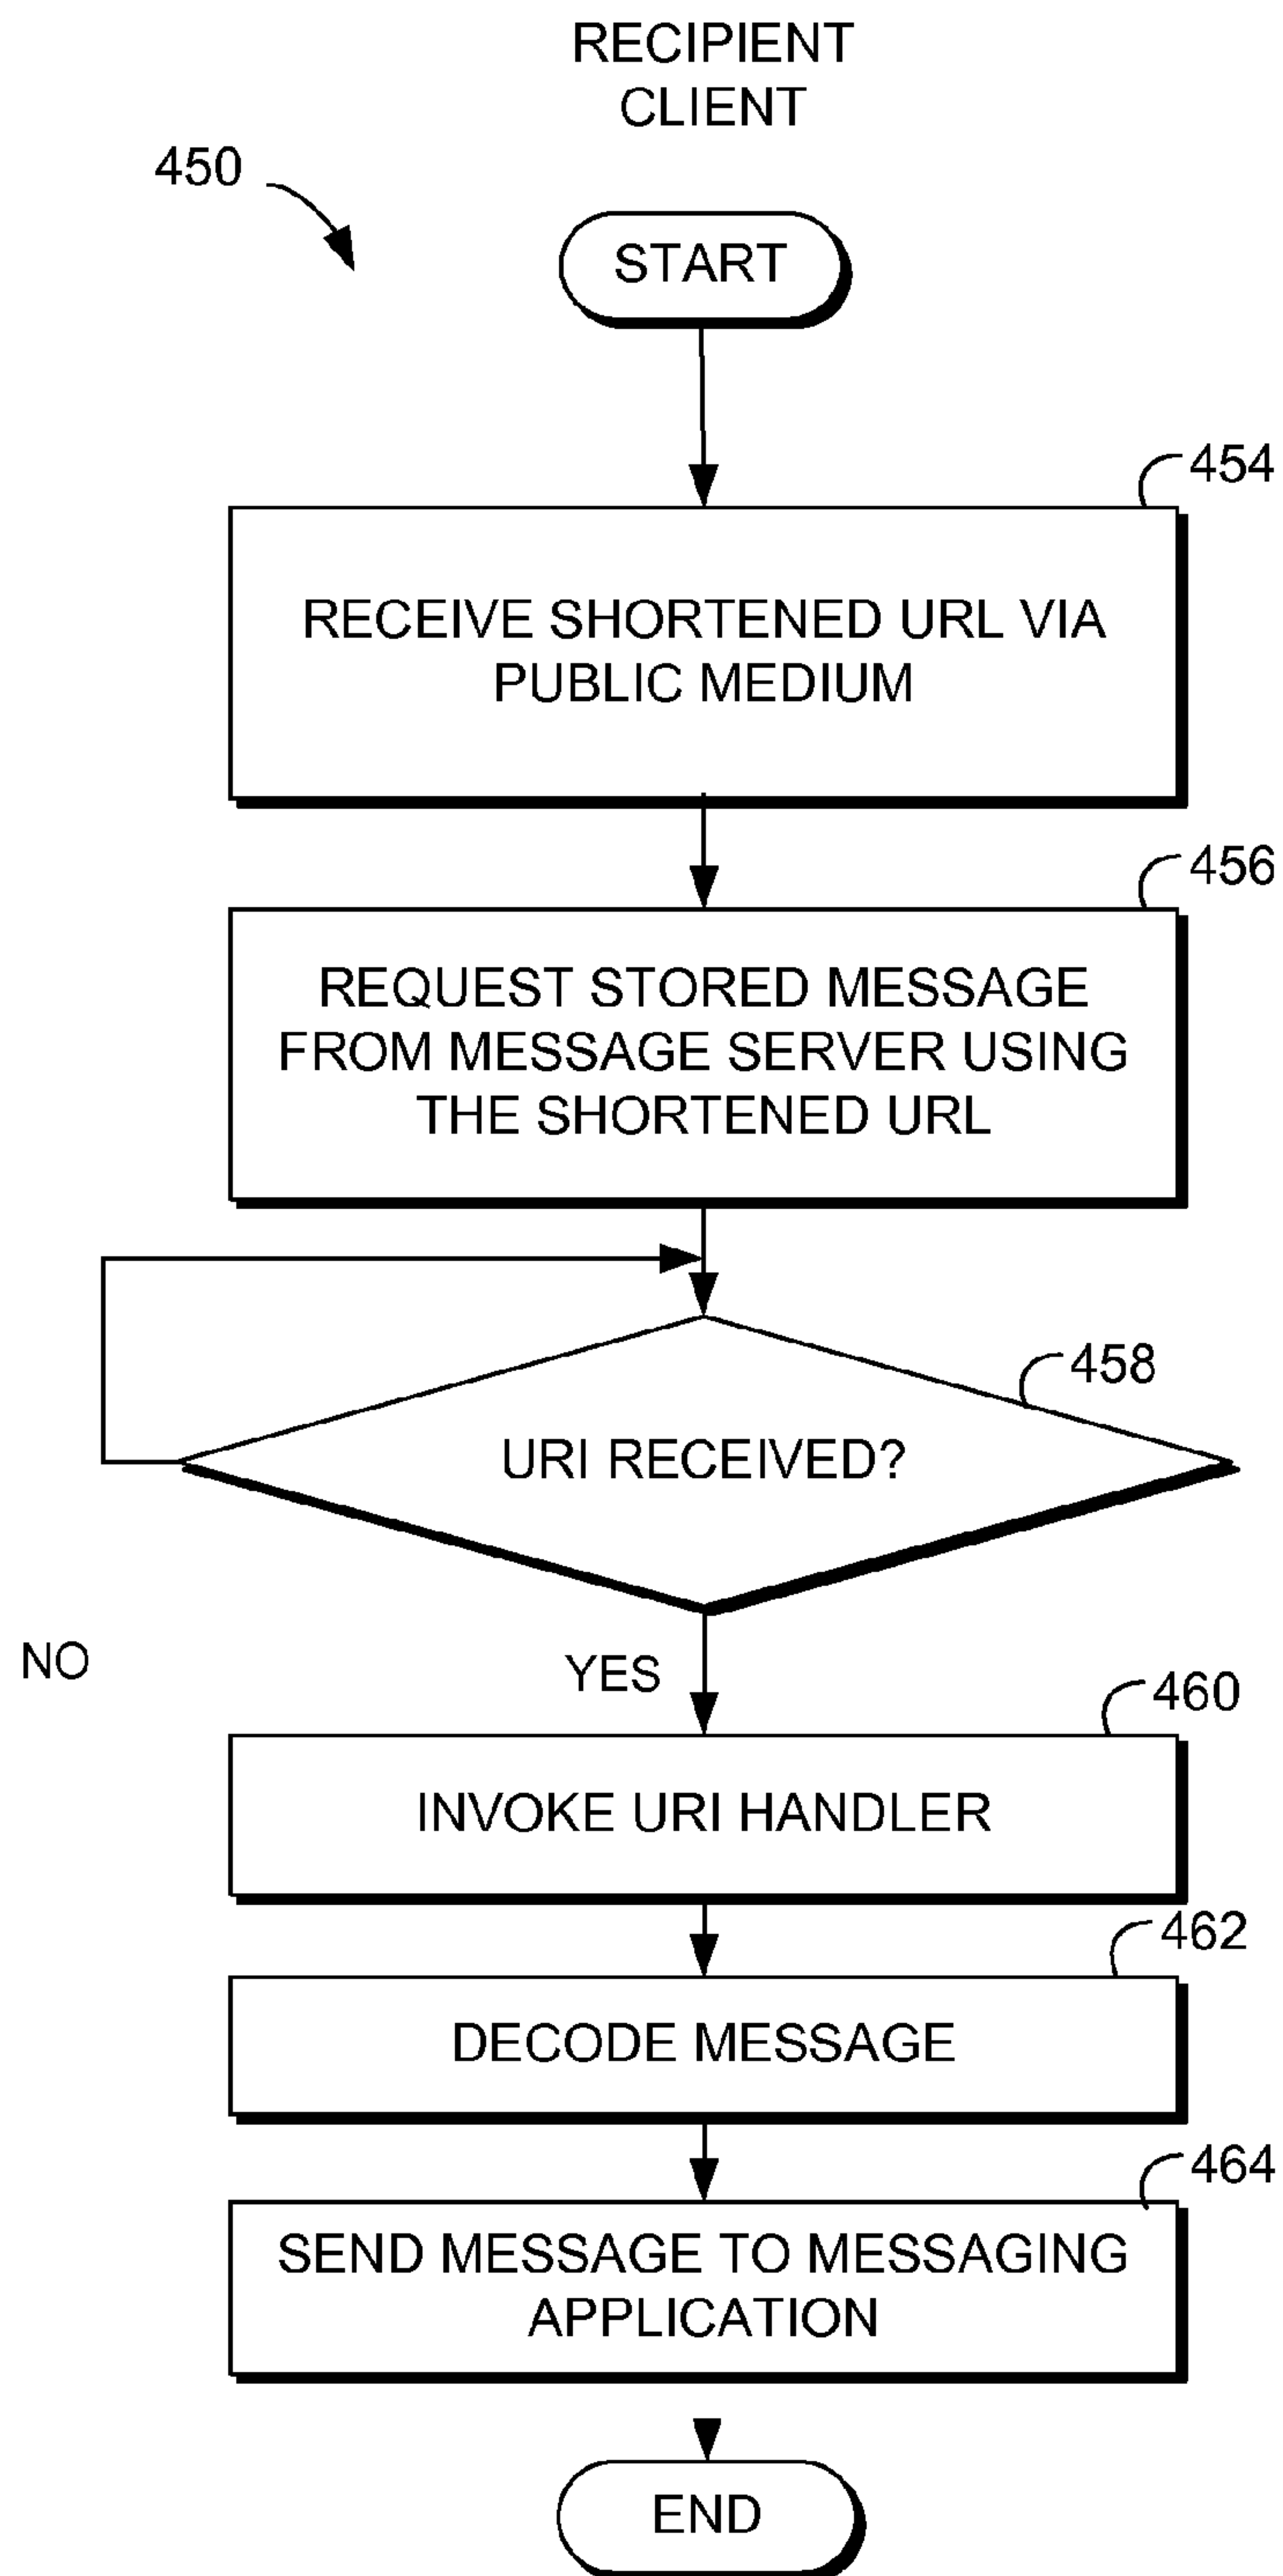 RECIPIENT
CLIENT
450
START
454
RECEIVE SHORTENED URL VIA
PUBLIC MEDIUM
456
REQUEST STORED MESSAGE
FROM MESSAGE SERVER USING
THE SHORTENED URL
458
URI RECEIVED?
NO
YES
460
INVOKE URI HANDLER
462
DECODE MESSAGE
464
SEND MESSAGE TO MESSAGING
APPLICATION
END